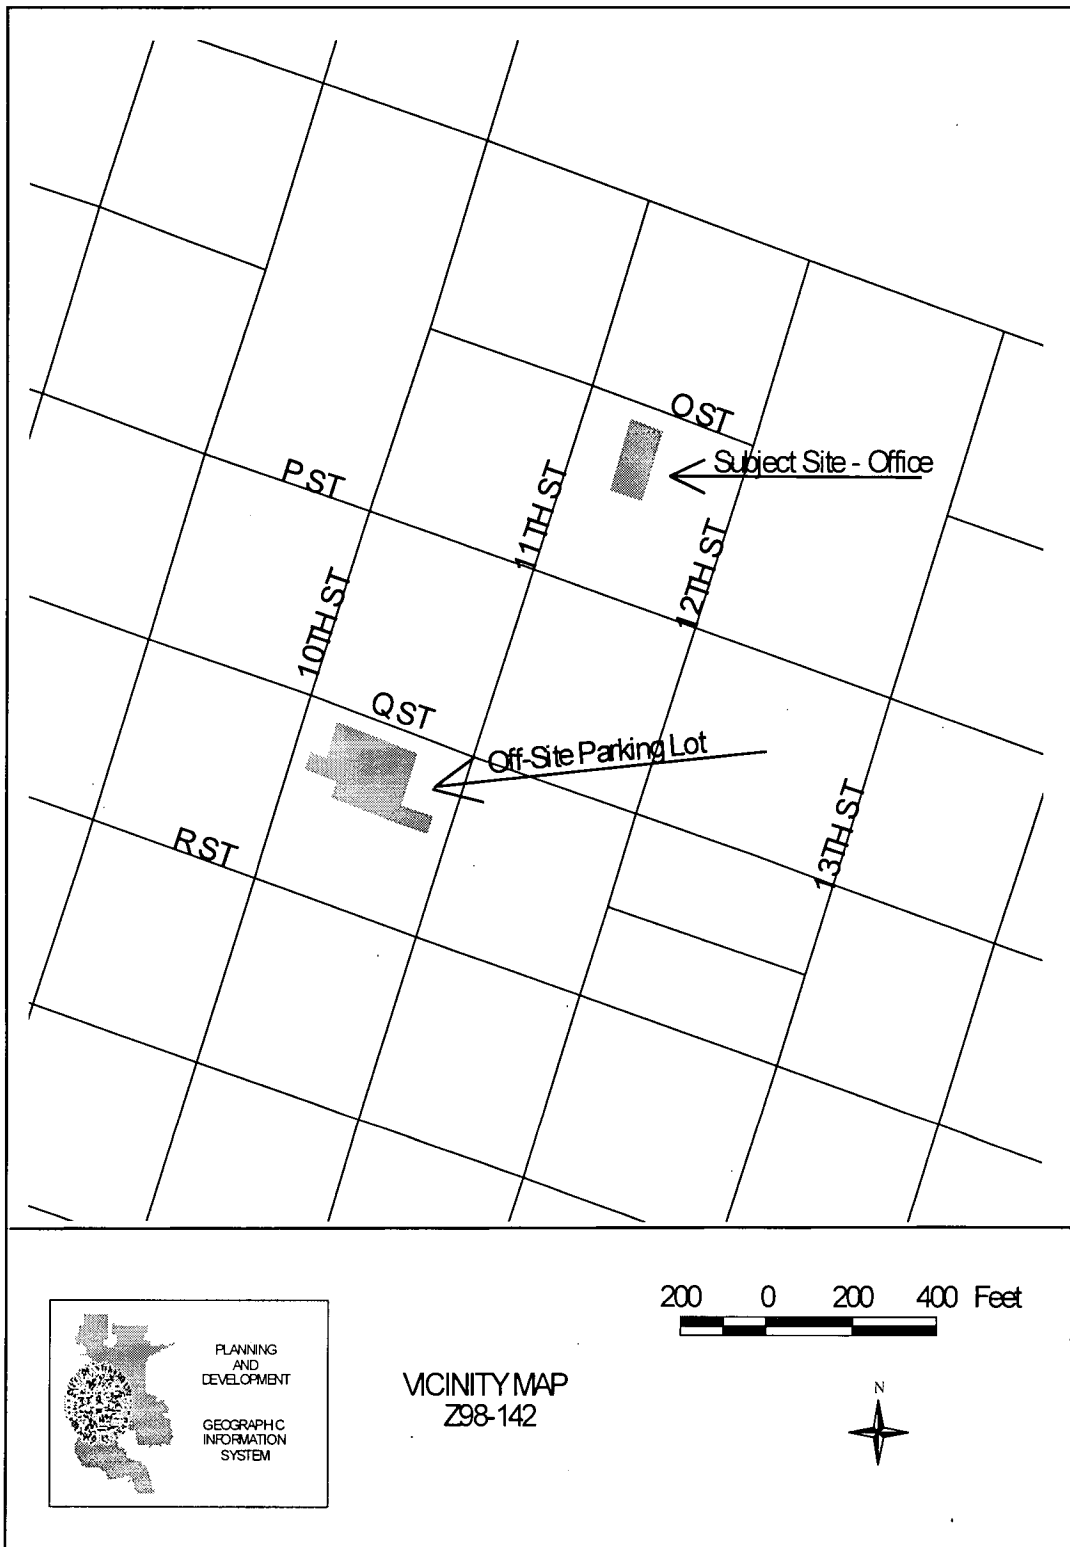 O ST
Subject Site - Office
P ST
11TH ST
12TH ST
10TH ST
Q ST
Off-Site Parking Lot
13TH ST
R ST
200 0 200 400 Feet
PLANNING
AND
DEVELOPMENT
GEOGRAPHIC
INFORMATION
SYSTEM
VICINITY MAP
Z98-142
N